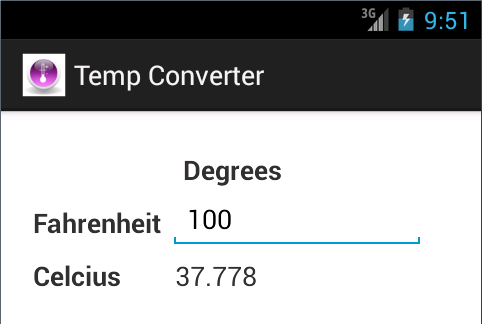 3G 9:51
Temp Converter
Degrees
Fahrenheit 100
Celcius 37.778